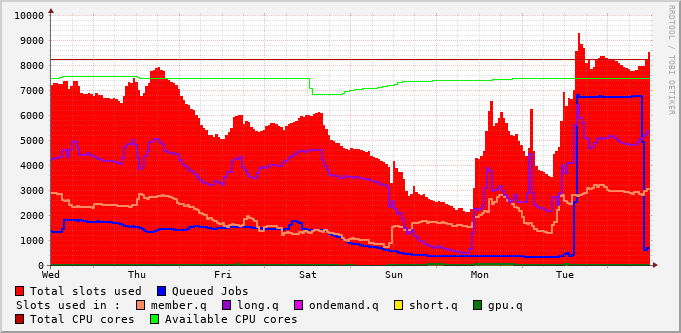 RRDTOOL / TOBI OETIKER
10000
9000
8000
7000
6000
5000
4000
3000
2000
1000
0
Wed Thu Fri Sat Sun Mon Tue
Total slots used Queued Jobs
Slots used in : member.q long.q ondemand.q short.q gpu.q
Total CPU cores Available CPU cores